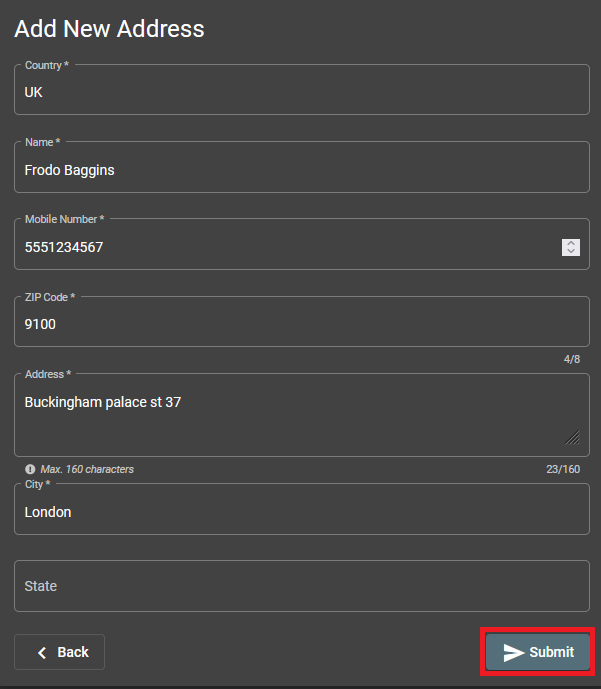 Add New Address
Country *
UK
Name *
Frodo Baggins
Mobile Number *
5551234567
ZIP Code *
9100
4/8
Address *
Buckingham palace st 37
Max. 160 characters 23/160
City *
London
State
Back Submit